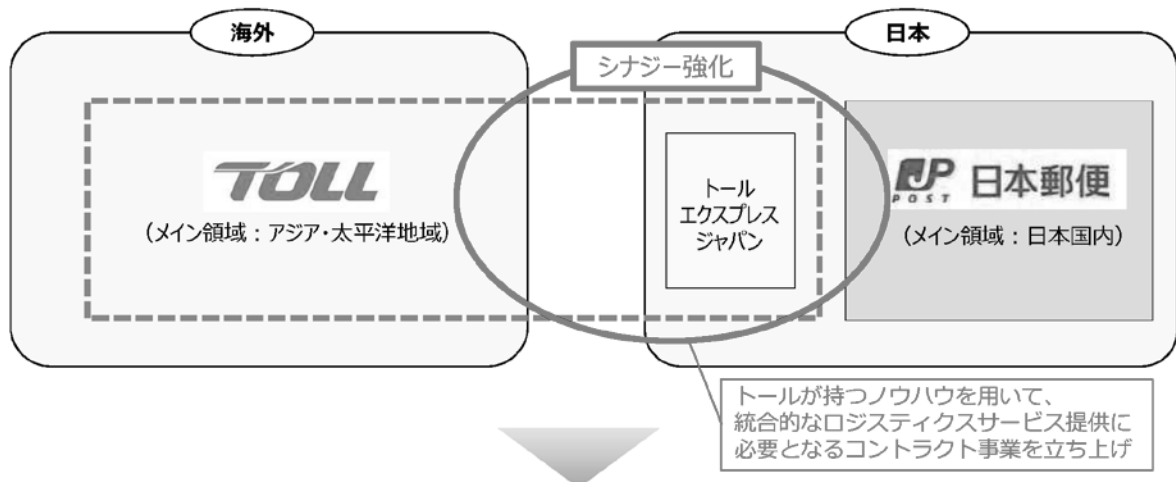 海外
日本
シナジー強化
TOLL
(メイン領域：アジア・太平洋地域)
トール
エクスプレス
ジャパン
JP
POST
日本郵便
(メイン領域：日本国内)
トールが持つノウハウを用いて、
統合的なロジスティクスサービス提供に
必要となるコントラクト事業を立ち上げ